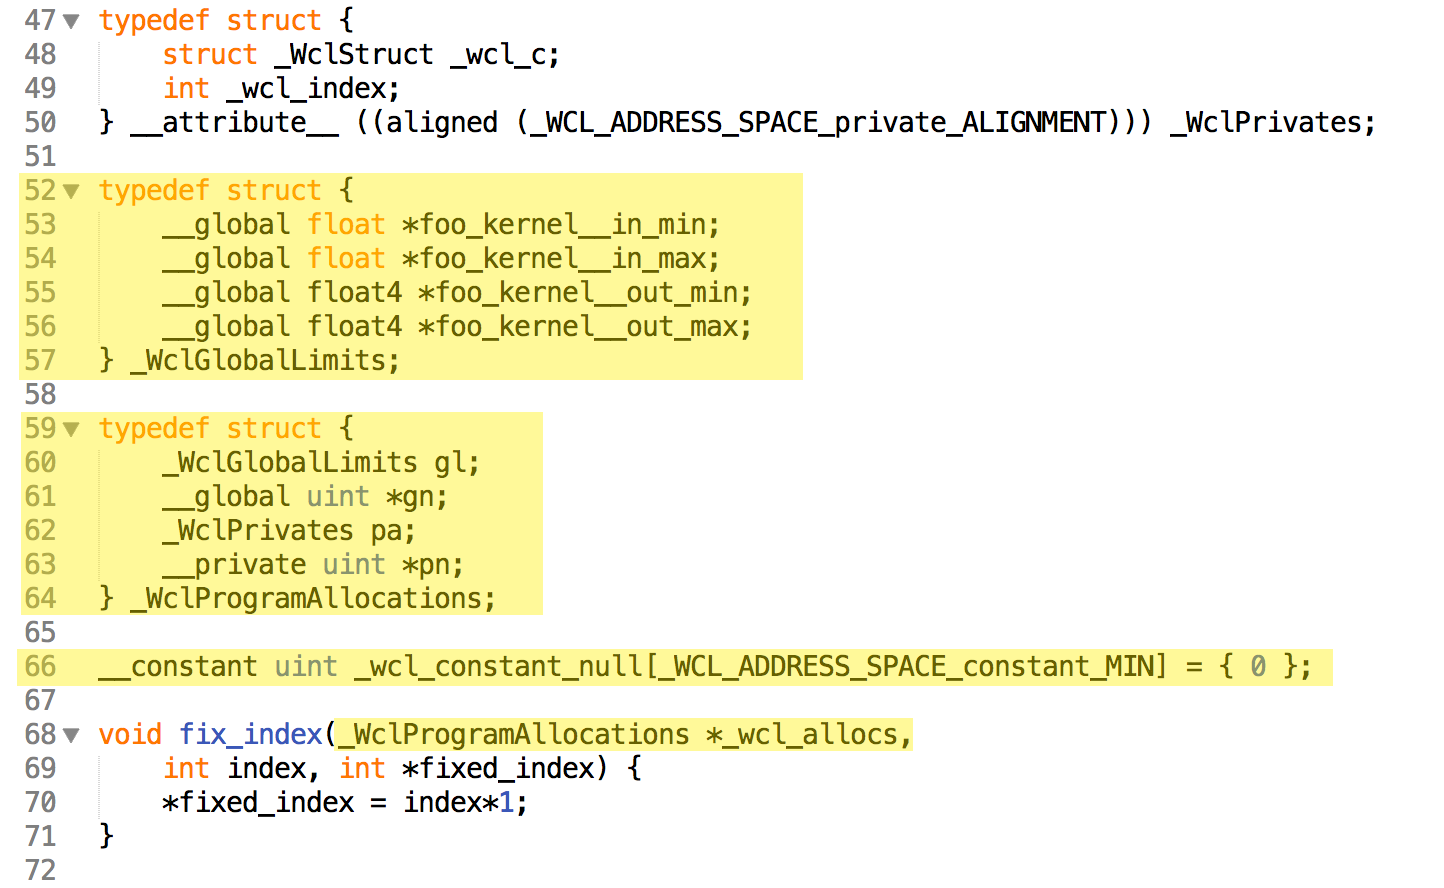 47 typedef struct {
48 struct _WclStruct _wcl_c;
49 int _wcl_index;
50 } __attribute__ ((aligned (_WCL_ADDRESS_SPACE_private_ALIGNMENT))) _WclPrivates;
51
52 typedef struct {
53 __global float *foo_kernel__in_min;
54 __global float *foo_kernel__in_max;
55 __global float4 *foo_kernel__out_min;
56 __global float4 *foo_kernel__out_max;
57 } _WclGlobalLimits;
58
59 typedef struct {
60 _WclGlobalLimits gl;
61 __global uint *gn;
62 _WclPrivates pa;
63 __private uint *pn;
64 } _WclProgramAllocations;
65
66 __constant uint _wcl_constant_null[_WCL_ADDRESS_SPACE_constant_MIN] = { 0 };
67
68 void fix_index(_WclProgramAllocations *_wcl_allocs,
69 int index, int *fixed_index) {
70 *fixed_index = index*1;
71 }
72